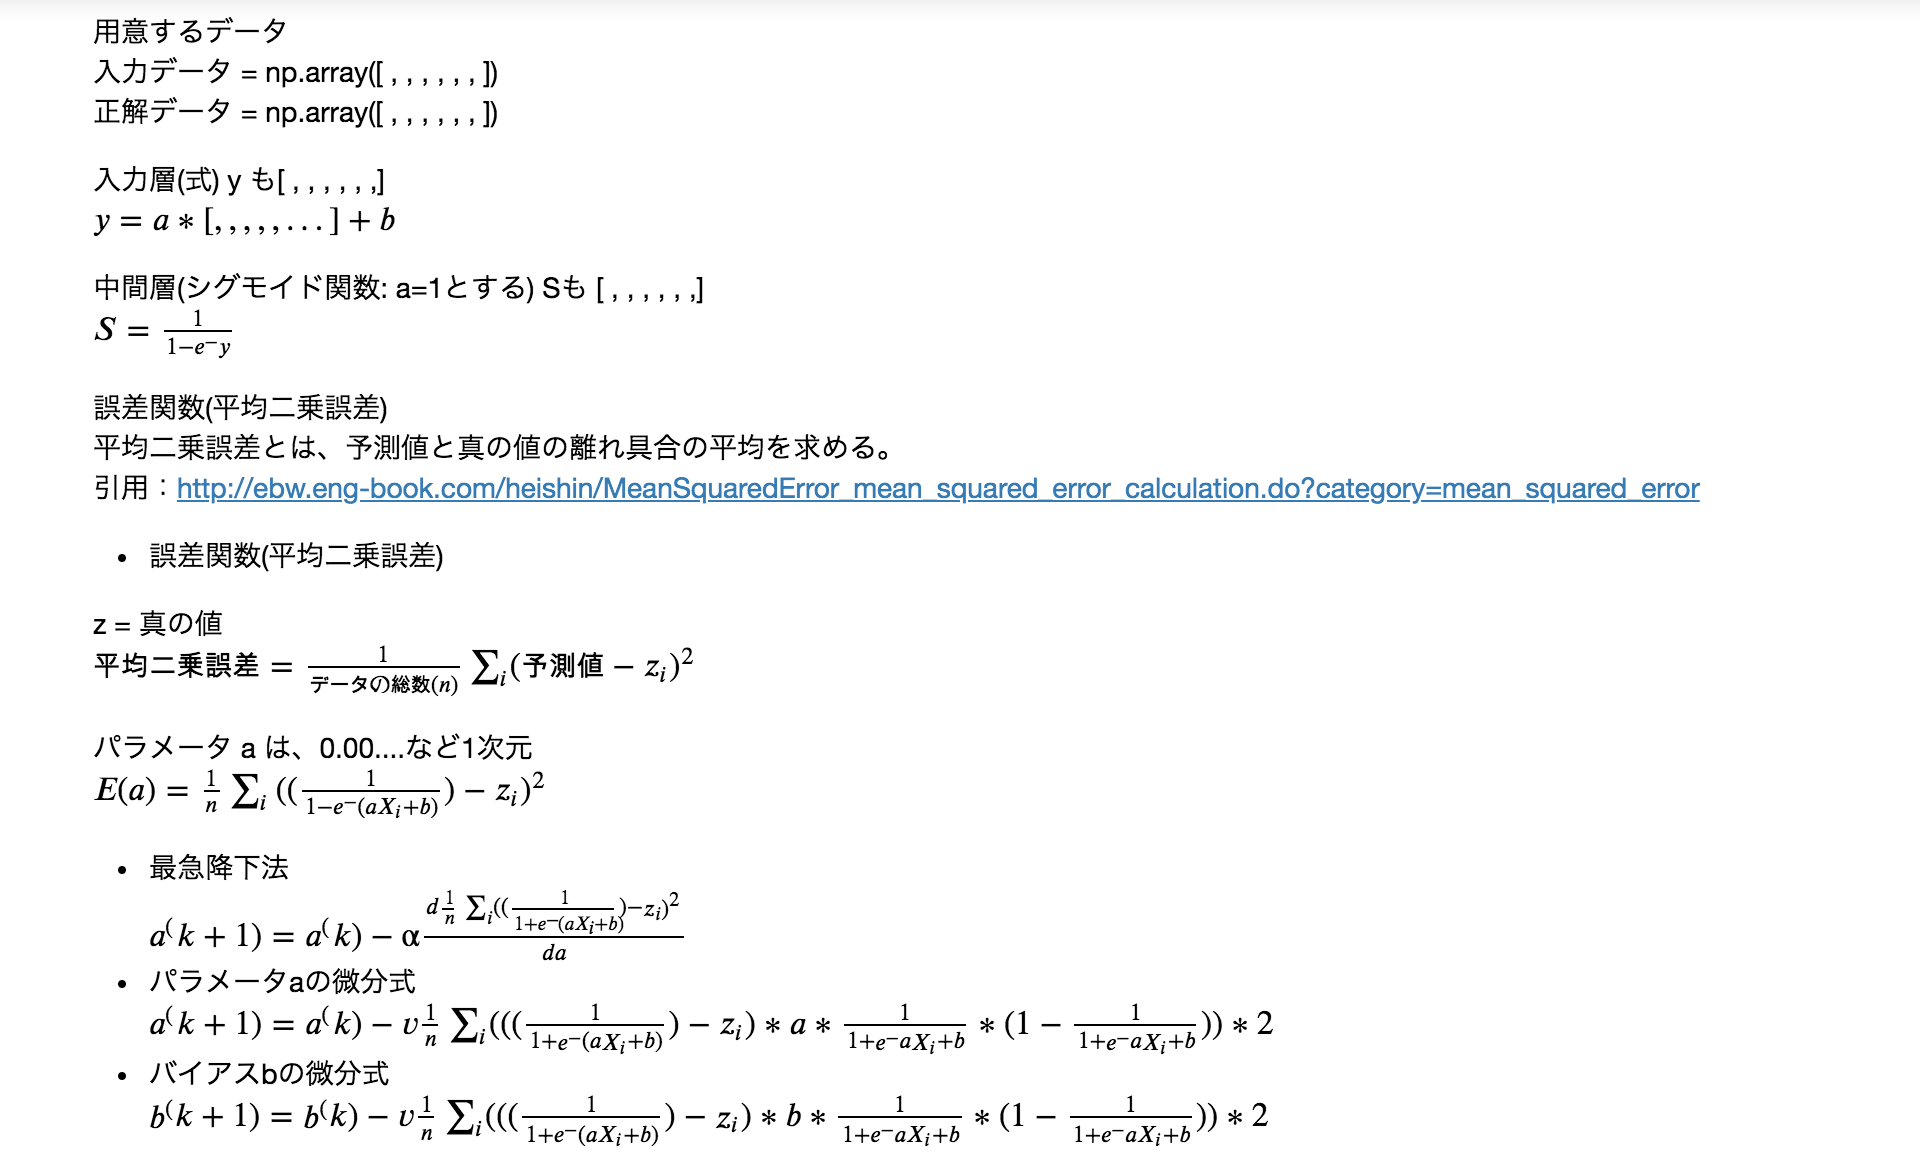 用意するデータ
入力データ = np.array([ , , , , , , ])
正解データ = np.array([ , , , , , , ])
入力層(式) y も[ , , , , , ,]
y = a ∗ [, , , , , . . . ] + b
中間層(シグモイド関数: a=1とする) Sも [ , , , , , ,]
S = \frac{1}{1−e^−y}
誤差関数(平均二乗誤差)
平均二乗誤差とは、予測値と真の値の離れ具合の平均を求める。
引用：http://ebw.eng-book.com/heishin/MeanSquaredError_mean_squared_error_calculation.do?category=mean_squared_error
• 誤差関数(平均二乗誤差)
z = 真の値
平均二乗誤差 = \frac{1}{データの総数(n)} ∑_i(予測値 − z_i)^2
パラメータ a は、0.00....など1次元
E(a) = \frac{1}{n} ∑_i ((\frac{1}{1−e^−(aX_i+b)}) − z_i)^2
• 最急降下法
a^(k + 1) = a^(k) − α\frac{d\frac{1}{n} ∑_i((\frac{1}{1+e^−(aX_i+b)})−z_i)^2}{da}
• パラメータaの微分式
a^(k + 1) = a^(k) − v\frac{1}{n} ∑_i(((\frac{1}{1+e^−(aX_i+b)}) − z_i) ∗ a ∗ \frac{1}{1+e^−aX_i+b} ∗ (1 − \frac{1}{1+e^−aX_i+b})) ∗ 2
• バイアスbの微分式
b^(k + 1) = b^(k) − v\frac{1}{n} ∑_i(((\frac{1}{1+e^−(aX_i+b)}) − z_i) ∗ b ∗ \frac{1}{1+e^−aX_i+b} ∗ (1 − \frac{1}{1+e^−aX_i+b})) ∗ 2